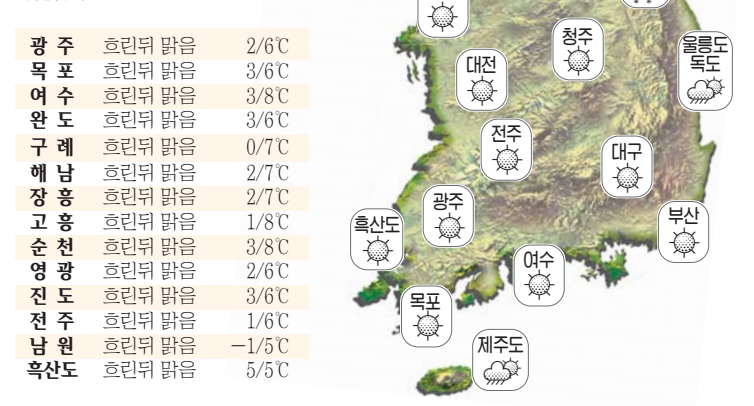 광 주 흐린뒤 맑음 2/6℃
목 포 흐린뒤 맑음 3/6℃
여 수 흐린뒤 맑음 3/8℃
완 도 흐린뒤 맑음 3/6℃
구 례 흐린뒤 맑음 0/7℃
해 남 흐린뒤 맑음 2/7℃
장 흥 흐린뒤 맑음 2/7℃
고 흥 흐린뒤 맑음 1/8℃
순 천 흐린뒤 맑음 3/8℃
영 광 흐린뒤 맑음 2/6℃
진 도 흐린뒤 맑음 3/6℃
전 주 흐린뒤 맑음 1/6℃
남 원 흐린뒤 맑음 −1/5℃
흑산도 흐린뒤 맑음 5/5℃
청주
울릉도
독도
대전
전주
대구
광주
흑산도
부산
여수
목포
제주도